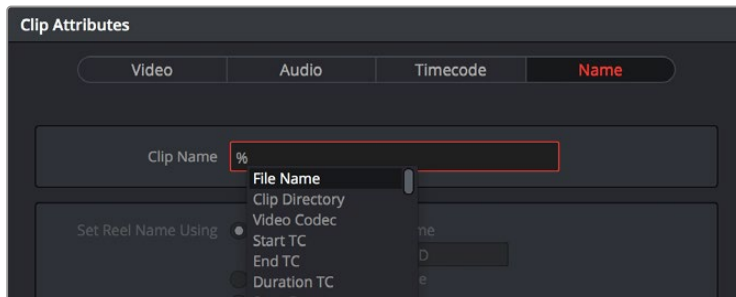 Clip Attributes
Video Audio Timecode Name
Clip Name %
File Name
Clip Directory
Video Codec
Set Reel Name Using
Start TC
End TC
Duration TC